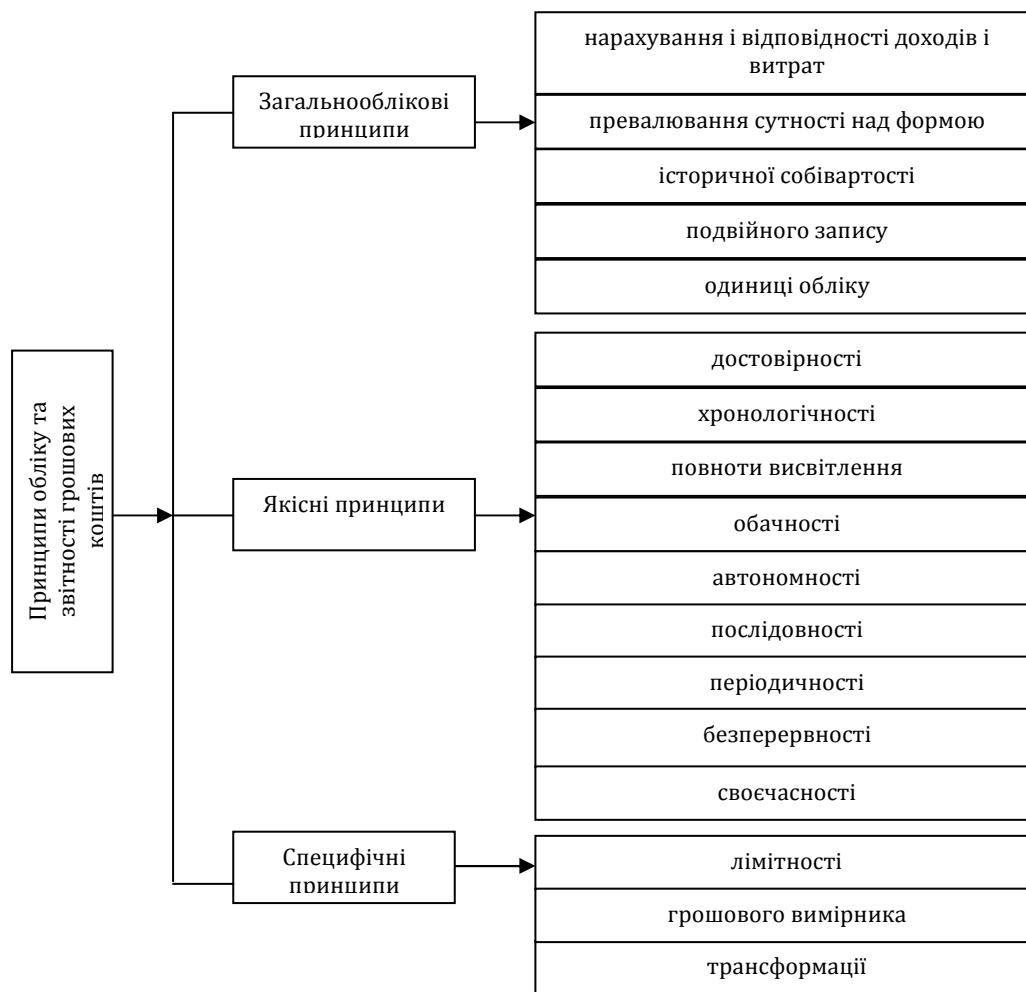 Принципи обліку та
звітності грошових
коштів
Загальнооблікові
принципи
нарахування і відповідності доходів і
витрат
превалювання сутності над формою
історичної собівартості
подвійного запису
одиниці обліку
Якісні принципи
достовірності
хронологічності
повноти висвітлення
обачності
автономності
послідовності
періодичності
безперервності
своєчасності
Специфічні
принципи
лімітності
грошового вимірника
трансформації